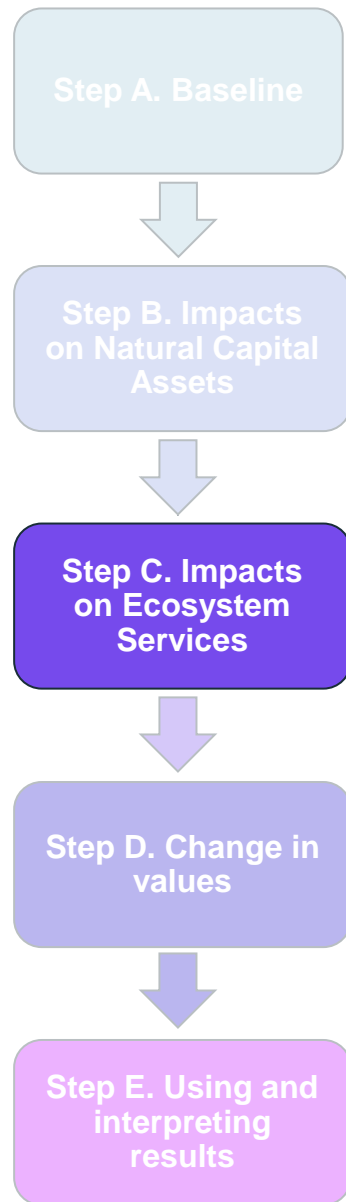 Step A. Baseline
Step B. Impacts
on Natural Capital
Assets
Step C. Impacts
on Ecosystem
Services
Step D. Change in
values
Step E. Using and
interpreting
results